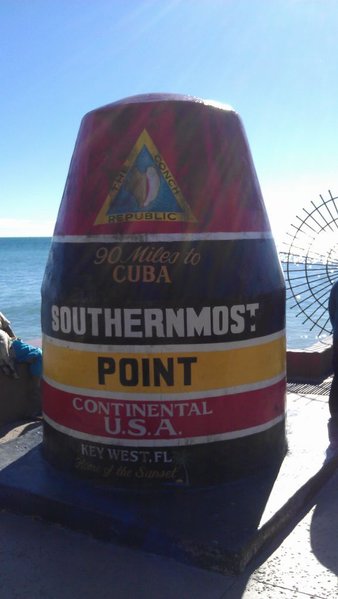 THE CONCH
REPUBLIC
90 Miles to
CUBA
SOUTHERNMOST
POINT
CONTINENTAL
U.S.A.
KEY WEST, FL
Home of the Sunset